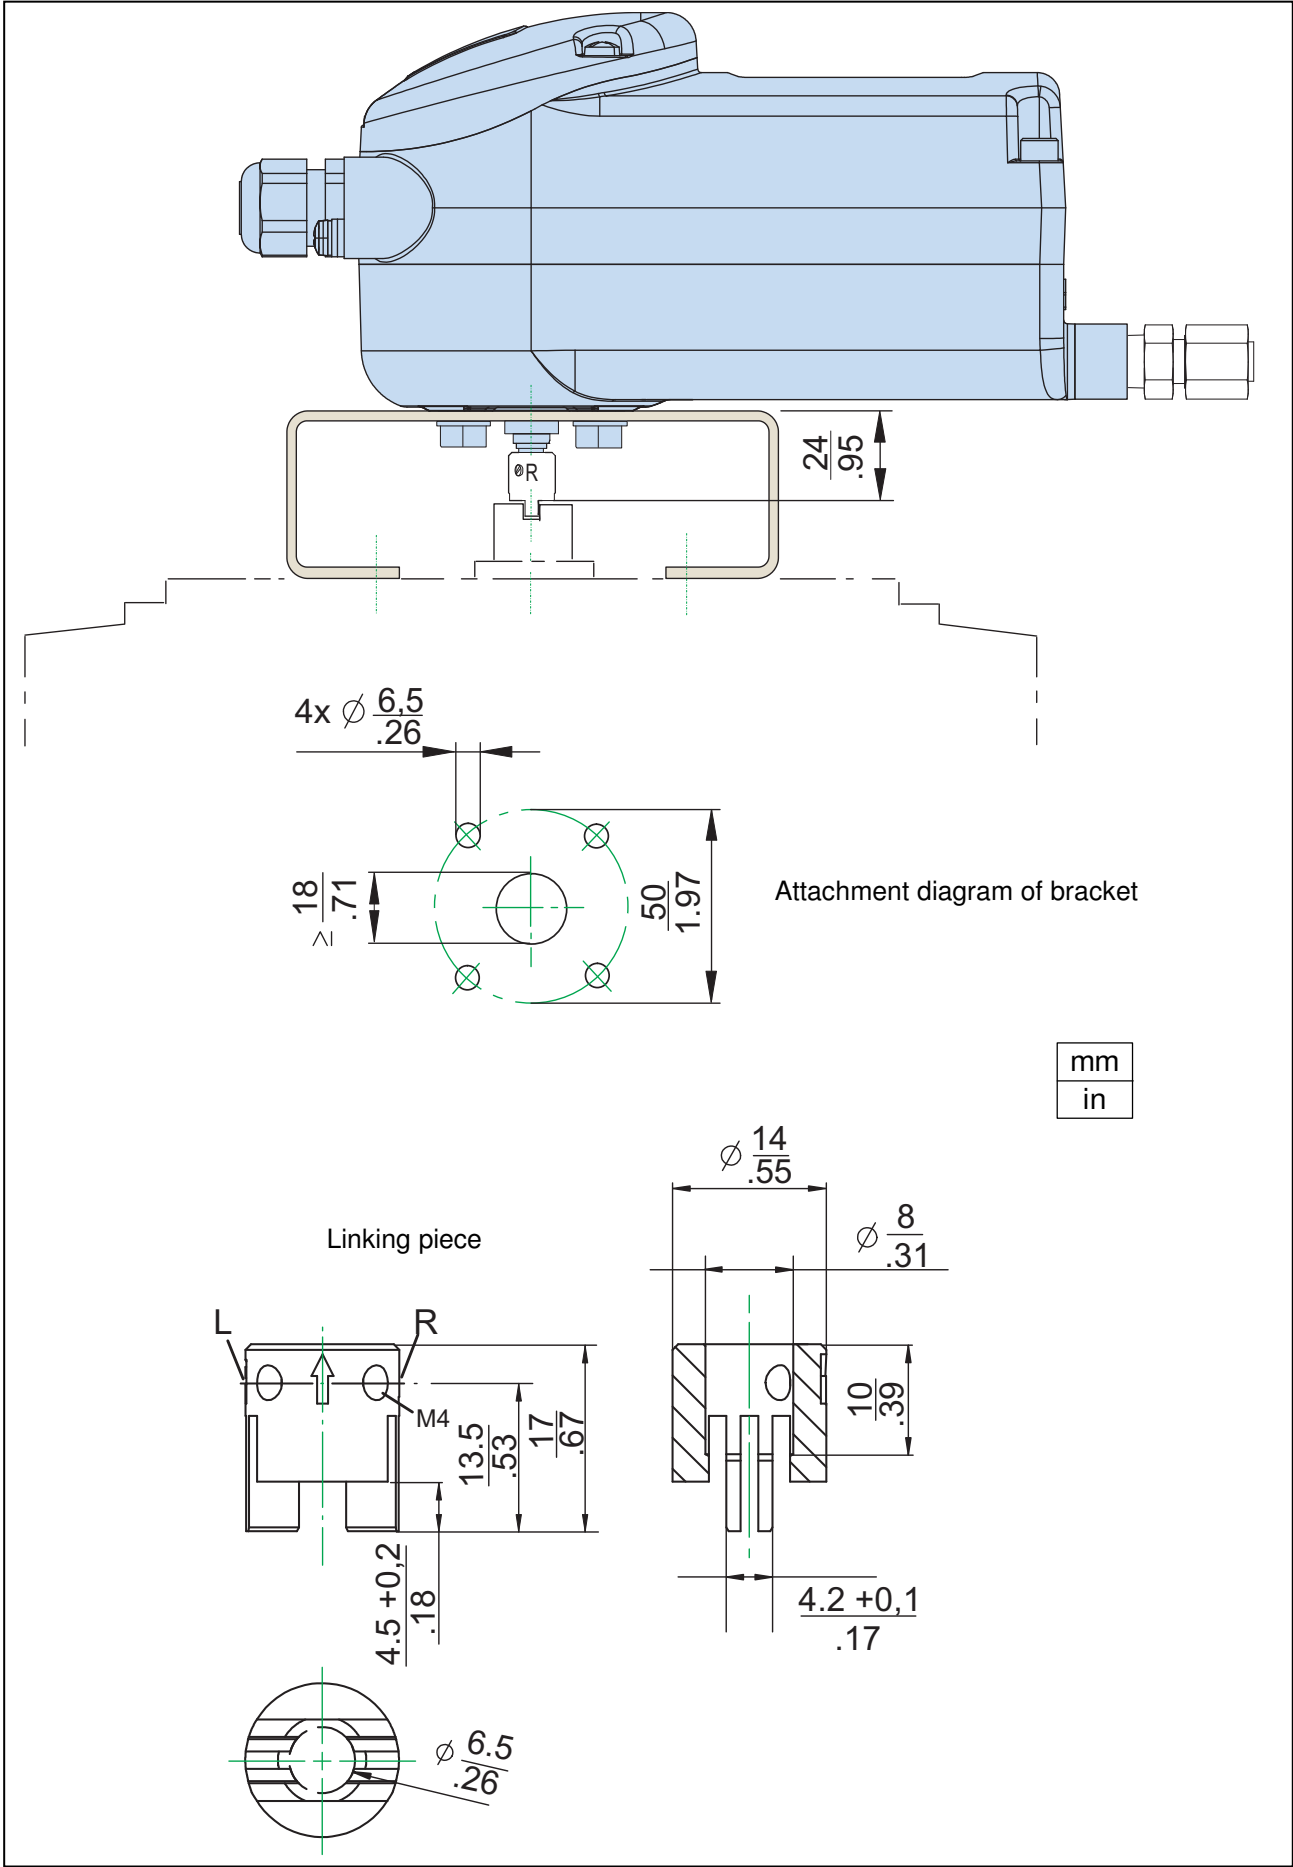 24
.95
⌀R
4x ⌀ 6,5
.26
≥ 18
.71
50
1.97
Attachment diagram of bracket
mm
in
⌀ 14
.55
⌀ 8
.31
Linking piece
L
R
M4
13.5
.53
17
.67
10
.39
4.5 +0,2
.18
4.2 +0,1
.17
⌀ 6.5
.26